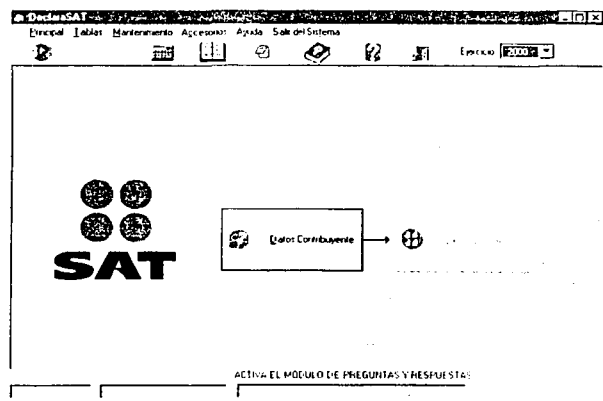 DeclaraSAT
Principal Tablas Mantenimiento Accesorios Ayuda Salir del Sistema
Ejercicio 2000
Datos Contribuyente
SAT
ACTIVA EL MODULO DE PREGUNTAS Y RESPUESTAS